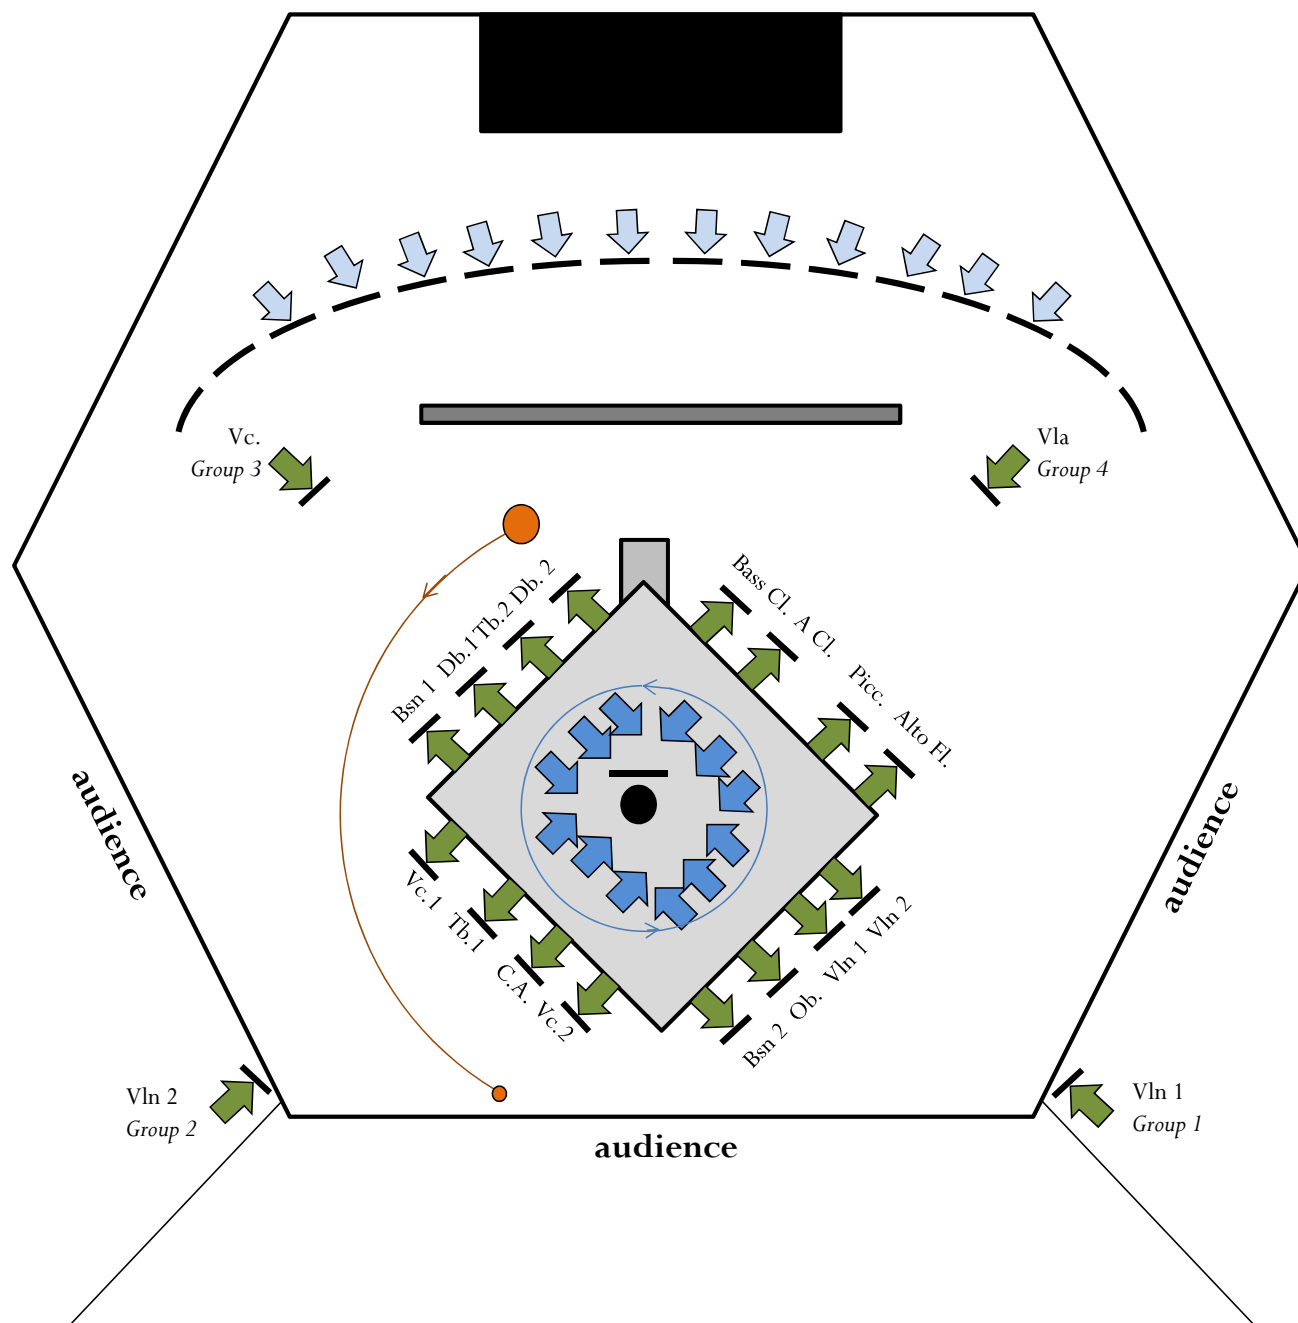 Vc.
Group 3
Vla
Group 4
Bsn 1 Db.1 Tb.2 Db. 2
Bass Cl. A Cl. Picc. Alto Fl.
audience
audience
Vc.1 Tb.1 C.A. Vc.2
Bsn 2 Ob. Vln 1 Vln 2
Vln 2
Group 2
Vln 1
Group 1
audience